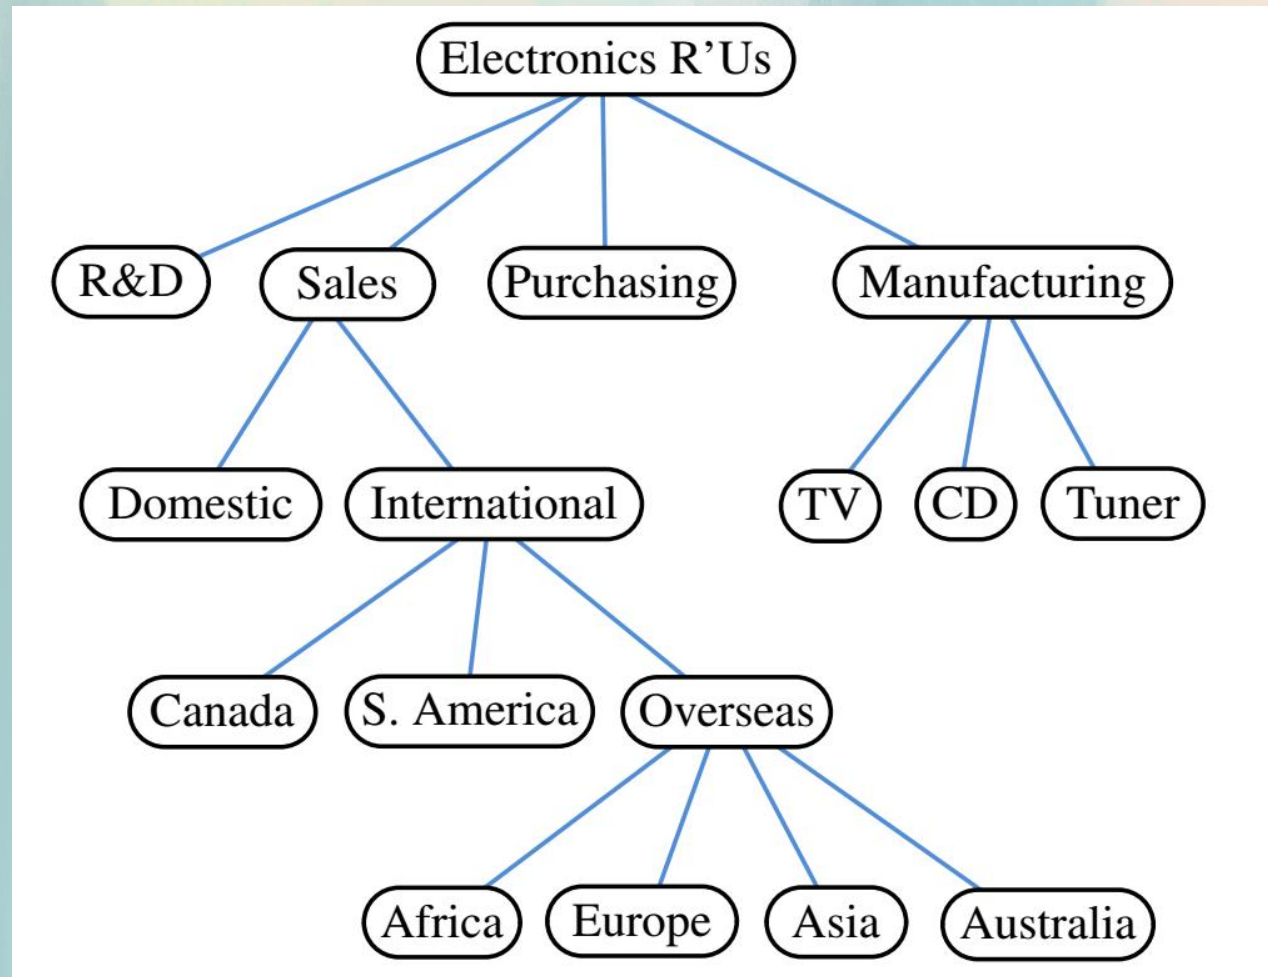 Electronics R’Us
R&D
Sales
Purchasing
Manufacturing
Domestic
International
TV
CD
Tuner
Canada
S. America
Overseas
Africa
Europe
Asia
Australia